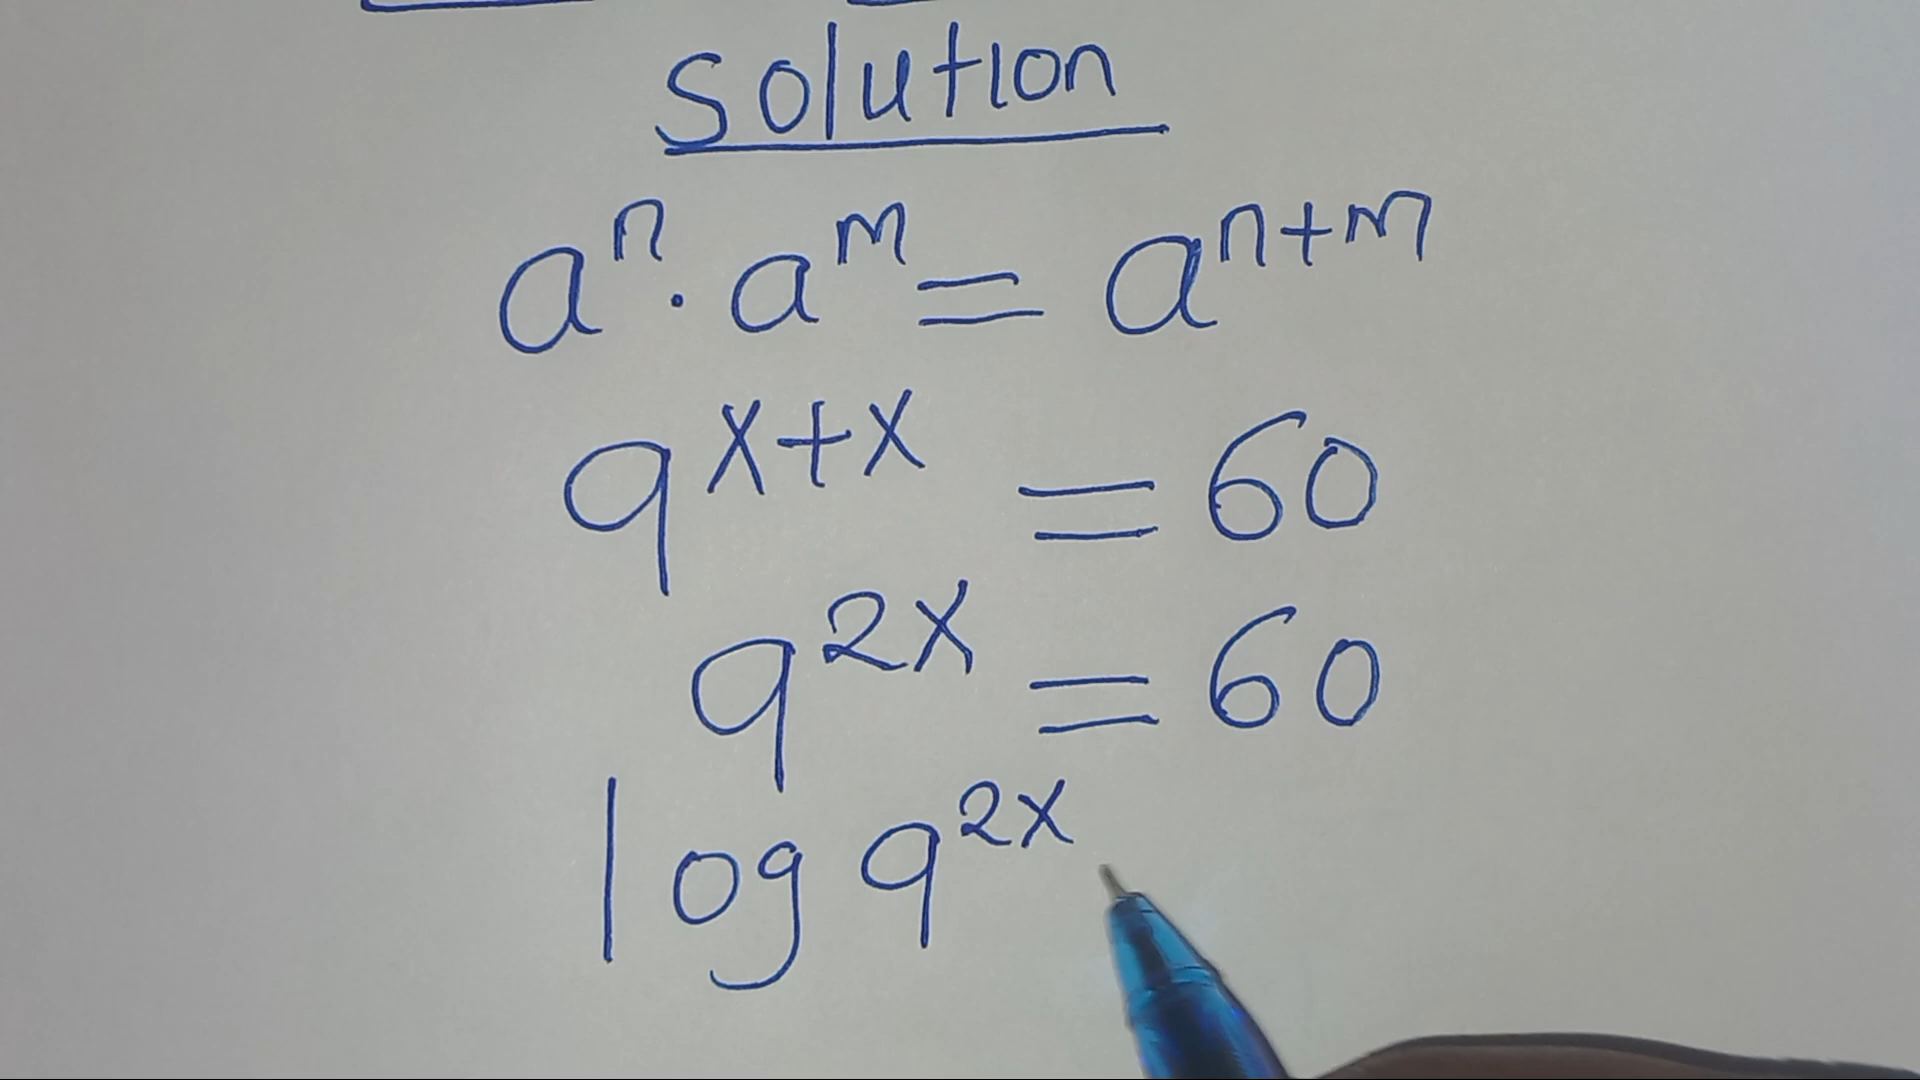 Solution
aⁿ · aᵐ = aⁿ⁺ᵐ
9ˣ⁺ˣ = 60
9²ˣ = 60
log 9²ˣ